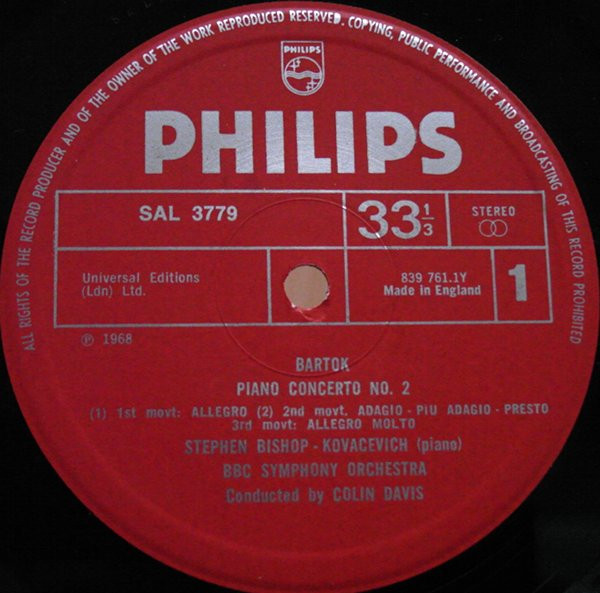 ALL RIGHTS OF THE RECORD PRODUCER AND OF THE OWNER OF THE WORK REPRODUCED RESERVED. COPYING, PUBLIC PERFORMANCE AND BROADCASTING OF THIS RECORD PROHIBITED
PHILIPS
PHILIPS
SAL 3779
33 1/3
STEREO
Universal Editions
(Ldn) Ltd.
839 761.1Y
Made in England
1
℗ 1968
BARTOK
PIANO CONCERTO NO. 2
(1) 1st movt: ALLEGRO (2) 2nd movt. ADAGIO - PIU ADAGIO - PRESTO
3rd movt: ALLEGRO MOLTO
STEPHEN BISHOP - KOVACEVICH (piano)
BBC SYMPHONY ORCHESTRA
Conducted by COLIN DAVIS